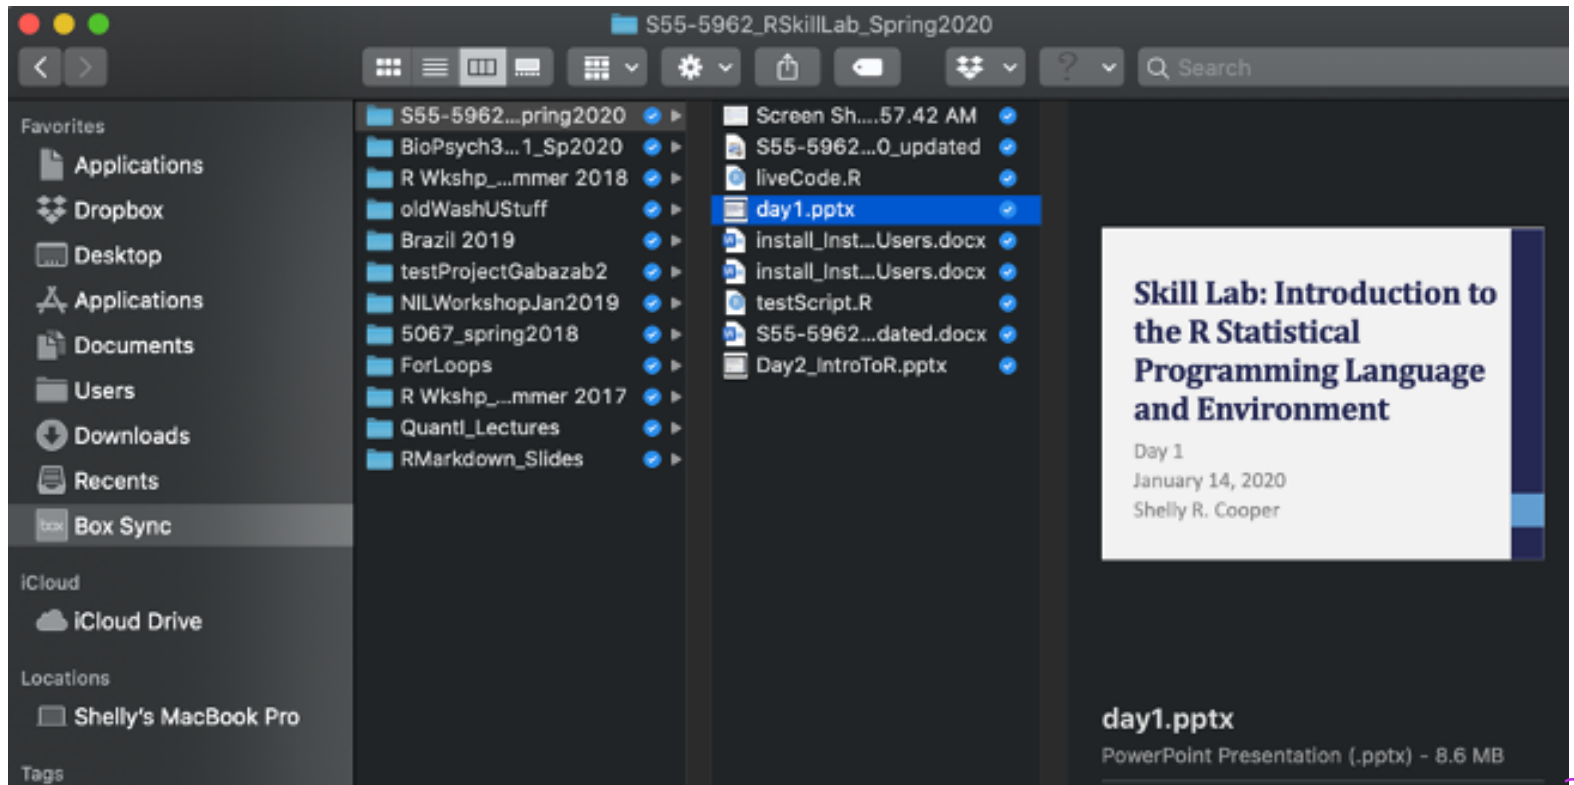 S55-5962_RSkillLab_Spring2020
Search
Favorites
Applications
Dropbox
Desktop
Applications
Documents
Users
Downloads
Recents
box Box Sync
iCloud
iCloud Drive
Locations
Shelly's MacBook Pro
Tags
S55-5962...pring2020
BioPsych3...1_Sp2020
R Wkshp_...mmer 2018
oldWashUStuff
Brazil 2019
testProjectGabazab2
NILWorkshopJan2019
5067_spring2018
ForLoops
R Wkshp_...mmer 2017
QuantI_Lectures
RMarkdown_Slides
Screen Sh....57.42 AM
S55-5962...0_updated
liveCode.R
day1.pptx
install_Inst...Users.docx
install_Inst...Users.docx
testScript.R
S55-5962...dated.docx
Day2_IntroToR.pptx
Skill Lab: Introduction to
the R Statistical
Programming Language
and Environment
Day 1
January 14, 2020
Shelly R. Cooper
day1.pptx
PowerPoint Presentation (.pptx) - 8.6 MB